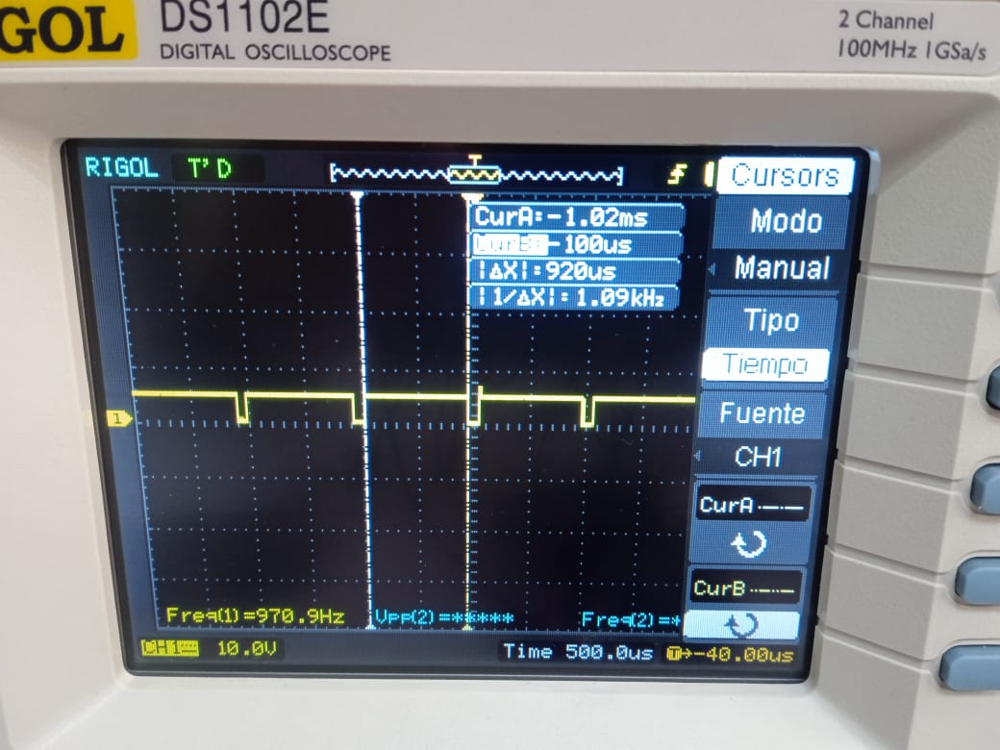 GOL
DS1102E
DIGITAL OSCILLOSCOPE
2 Channel
100MHz 1GSa/s
RIGOL T'D
T
Cursors
CurA:-1.02ms
CurB:-100us
|ΔX|:920us
|1/ΔX|:1.09kHz
Modo
Manual
Tipo
Tiempo
Fuente
CH1
CurA
CurB
1
Freq(1)=970.9Hz Vpp(2)=***** Freq(2)=*
CH1 10.0V Time 500.0us T→-40.00us